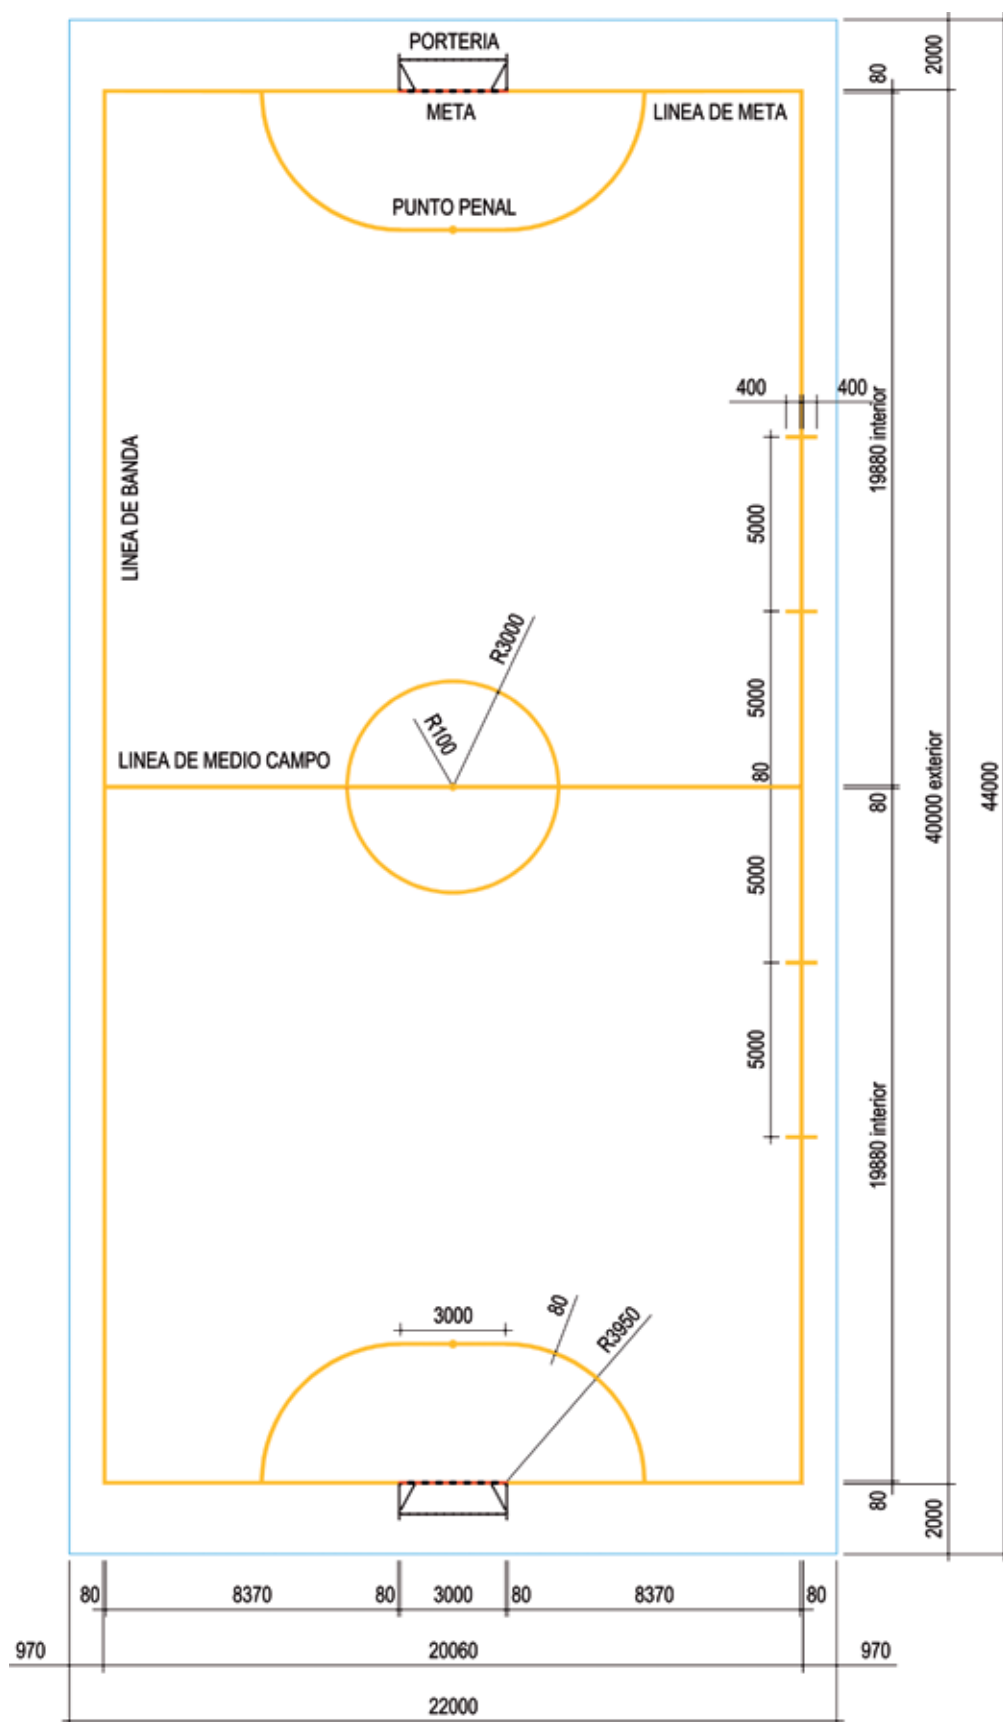 PORTERIA
META
LINEA DE META
PUNTO PENAL
80
2000
400
400
19880 interior
LINEA DE BANDA
5000
R3000
5000
R100
LINEA DE MEDIO CAMPO
80
80
40000 exterior
44000
5000
5000
19880 interior
3000
80
R3950
80
2000
80
8370
80
3000
80
8370
80
970
20060
970
22000